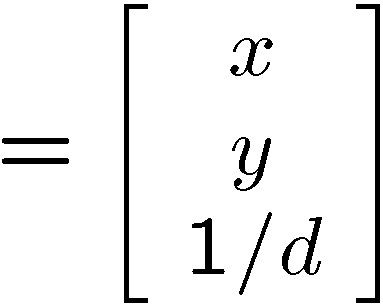 x
= y
1/d